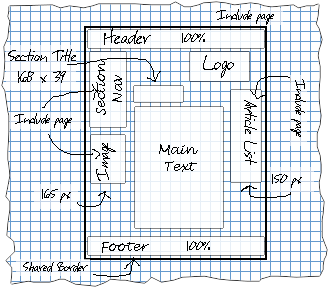 Include page
Header 100%
Section Title
168 x 39
Logo
Section
Nav
Include page
Include page
Article List
Main
Text
Image
165 px
150 px
Footer 100%
Shared Border